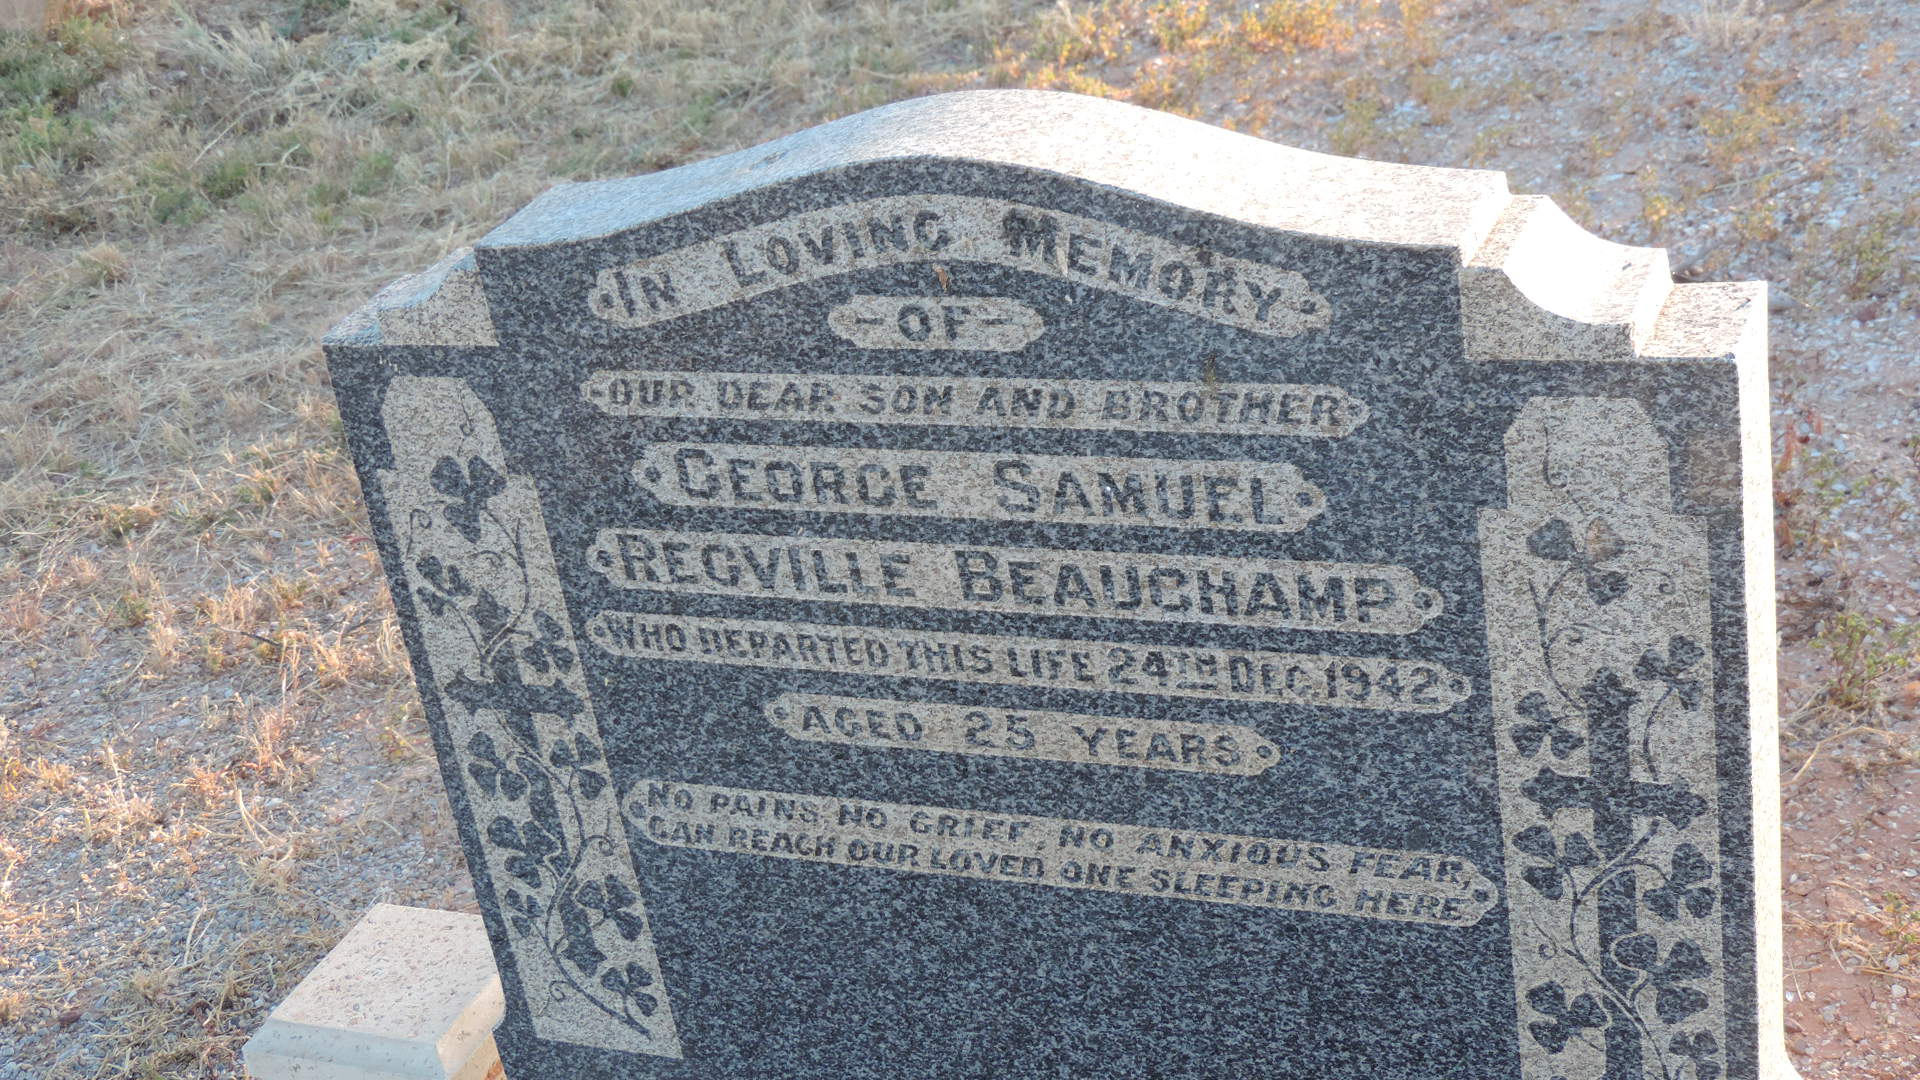 IN LOVING MEMORY
-OF-
OUR DEAR SON AND BROTHER
GEORGE SAMUEL
REGVILLE BEAUCHAMP
WHO DEPARTED THIS LIFE 24TH DEC. 1942
AGED 25 YEARS
NO PAINS, NO GRIEF, NO ANXIOUS FEAR,
CAN REACH OUR LOVED ONE SLEEPING HERE.